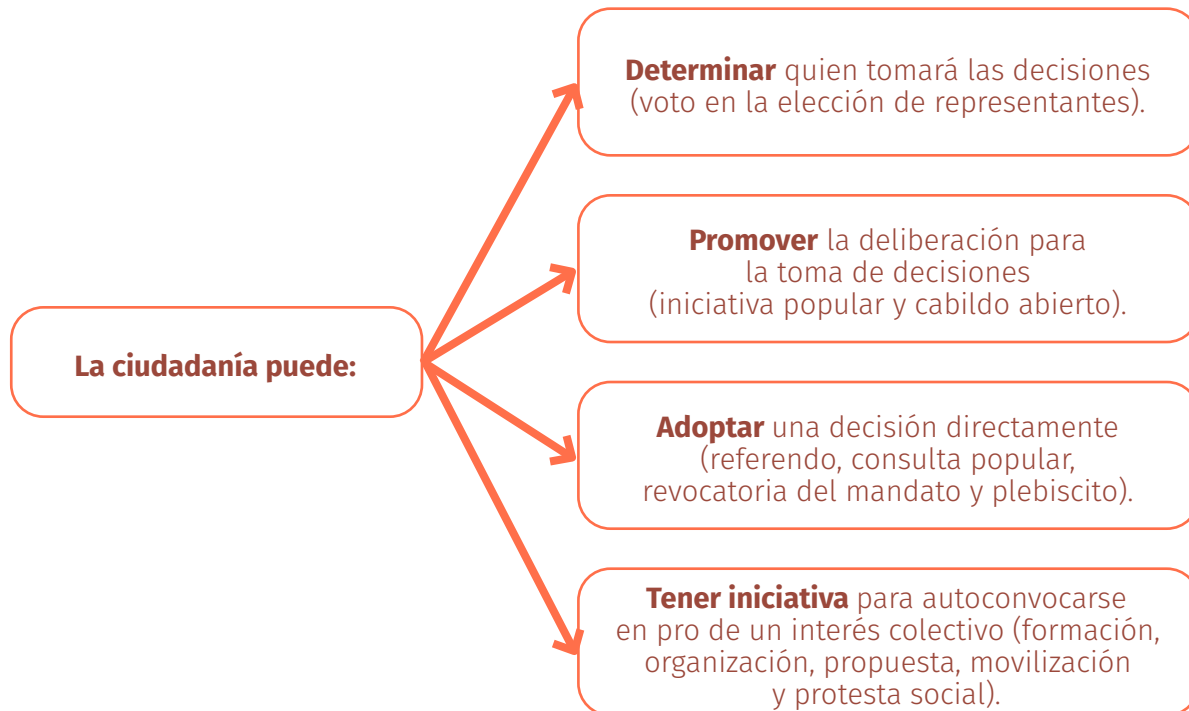 La ciudadanía puede:
Determinar quien tomará las decisiones
(voto en la elección de representantes).
Promover la deliberación para
la toma de decisiones
(iniciativa popular y cabildo abierto).
Adoptar una decisión directamente
(referendo, consulta popular,
revocatoria del mandato y plebiscito).
Tener iniciativa para autoconvocarse
en pro de un interés colectivo (formación,
organización, propuesta, movilización
y protesta social).